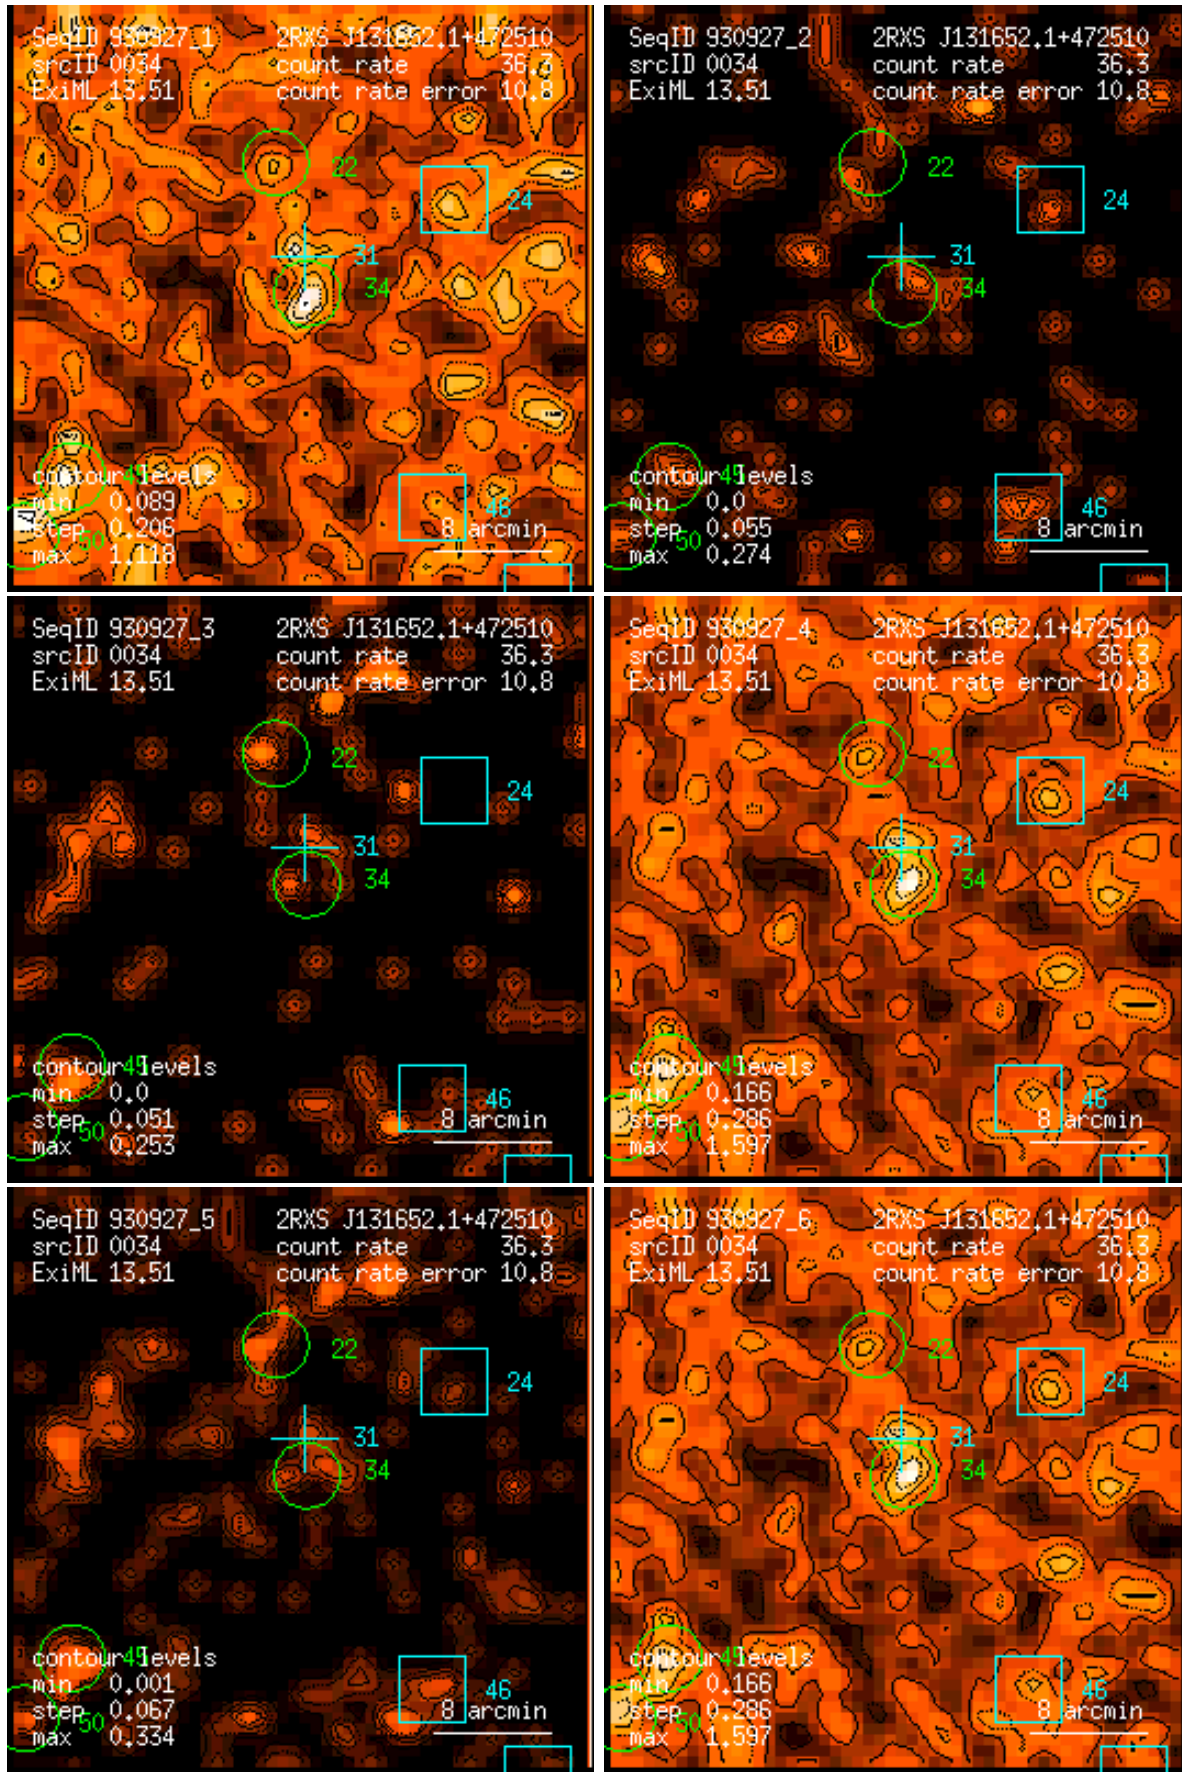 SeqID 930927_1 2RXS J131652.1+472510
srcID 0034 count rate 36.3
ExiML 13.51 count rate error 10.8
22
24
31
34
contour levels 45
min 0.089
46
step 0.206 8 arcmin
50
max 1.118
SeqID 930927_2 2RXS J131652.1+472510
srcID 0034 count rate 36.3
ExiML 13.51 count rate error 10.8
22
24
31
34
contour levels 45
min 0.0
46
step 0.055 8 arcmin
50
max 0.274
SeqID 930927_3 2RXS J131652.1+472510
srcID 0034 count rate 36.3
ExiML 13.51 count rate error 10.8
22
24
31
34
contour levels 45
min 0.0
46
step 0.051 8 arcmin
50
max 0.253
SeqID 930927_4 2RXS J131652.1+472510
srcID 0034 count rate 36.3
ExiML 13.51 count rate error 10.8
22
24
31
34
contour levels 45
min 0.166
46
step 0.286 8 arcmin
50
max 1.597
SeqID 930927_5 2RXS J131652.1+472510
srcID 0034 count rate 36.3
ExiML 13.51 count rate error 10.8
22
24
31
34
contour levels 45
min 0.001
46
step 0.067 8 arcmin
50
max 0.334
SeqID 930927_6 2RXS J131652.1+472510
srcID 0034 count rate 36.3
ExiML 13.51 count rate error 10.8
22
24
31
34
contour levels 45
min 0.166
46
step 0.286 8 arcmin
50
max 1.597